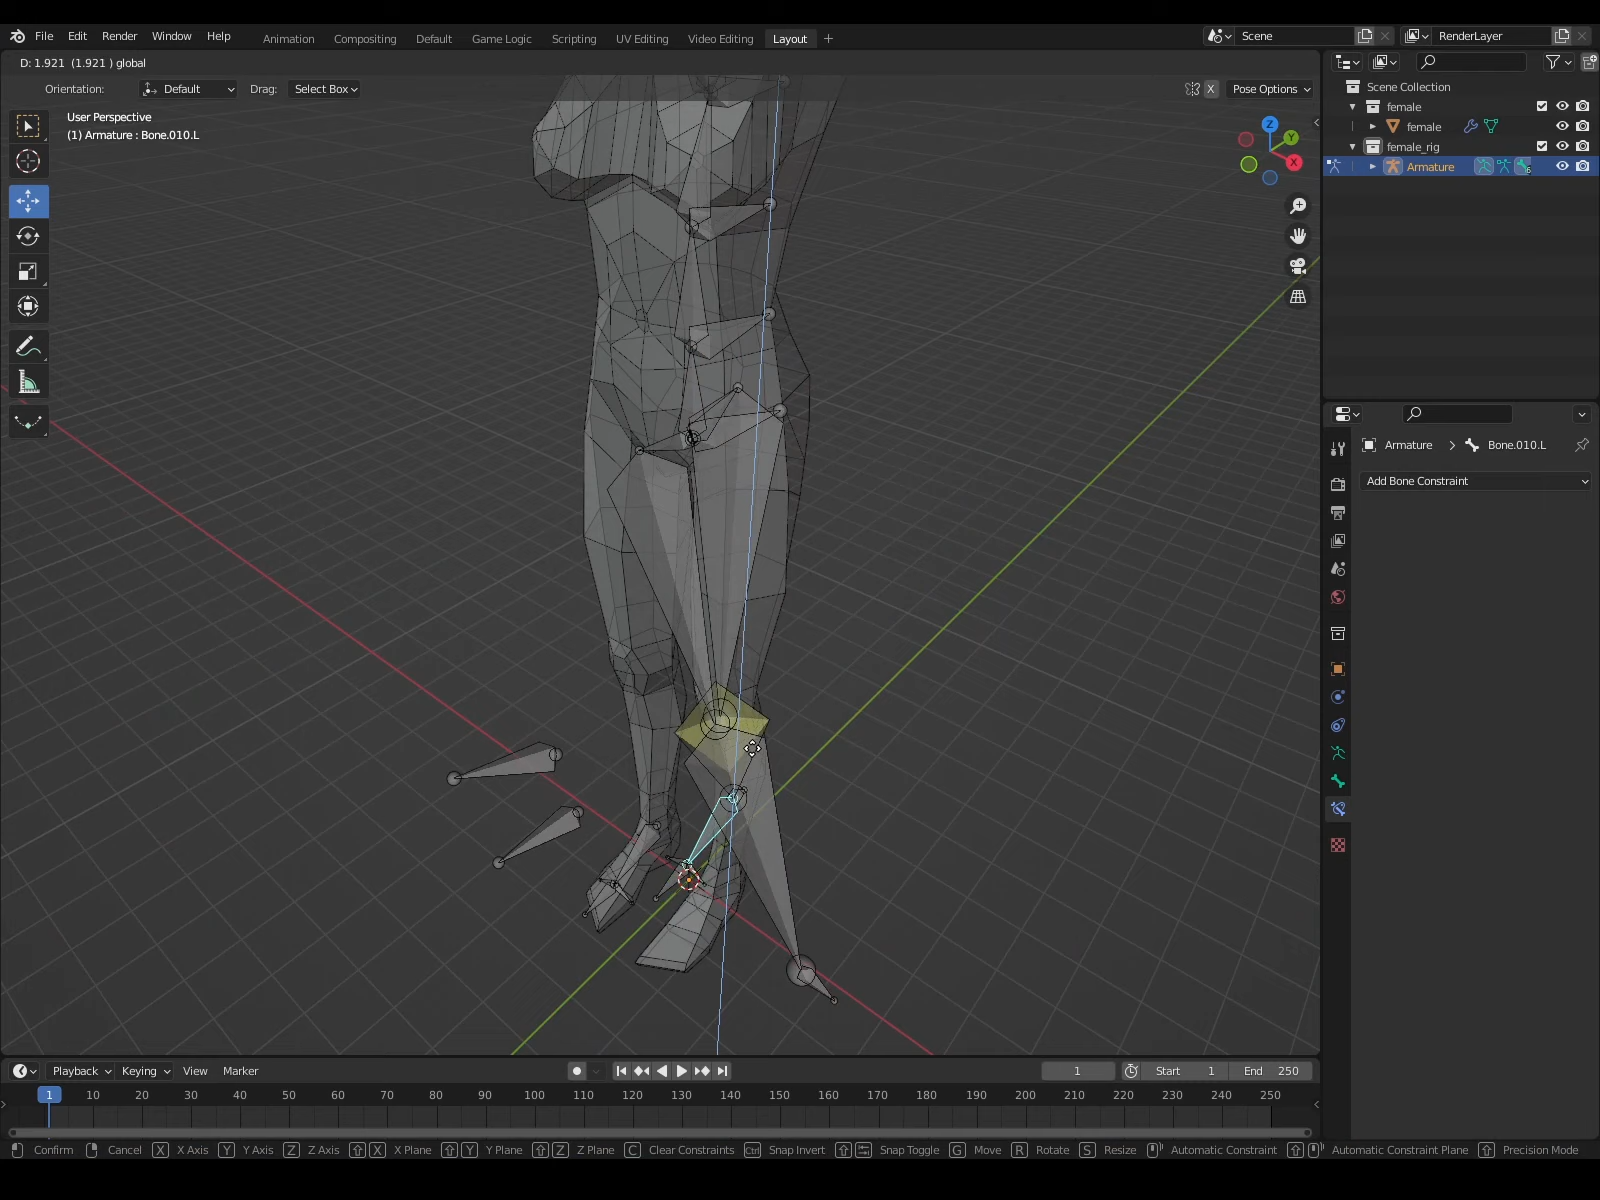 File Edit Render Window Help Animation Compositing Default Game Logic Scripting UV Editing Video Editing Layout + Scene RenderLayer
D: 1.921 (1.921 ) global
Orientation: Default Drag: Select Box X Pose Options
User Perspective
(1) Armature : Bone.010.L
Z
Y
X
Scene Collection
female
female
female_rig
Armature 6
Armature > Bone.010.L
Add Bone Constraint
Playback Keying View Marker 1 Start 1 End 250
1 10 20 30 40 50 60 70 80 90 100 110 120 130 140 150 160 170 180 190 200 210 220 230 240 250
Confirm Cancel X X Axis Y Y Axis Z Z Axis X X Plane Y Y Plane Z Z Plane C Clear Constraints Ctrl Snap Invert Snap Toggle G Move R Rotate S Resize Automatic Constraint Automatic Constraint Plane Precision Mode